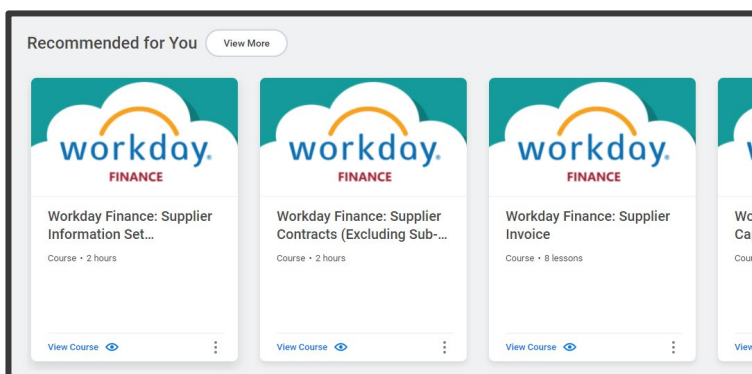 Recommended for You View More
workday.
FINANCE
Workday Finance: Supplier
Information Set...
Course • 2 hours
View Course
workday.
FINANCE
Workday Finance: Supplier
Contracts (Excluding Sub-...
Course • 2 hours
View Course
workday.
FINANCE
Workday Finance: Supplier
Invoice
Course • 8 lessons
View Course